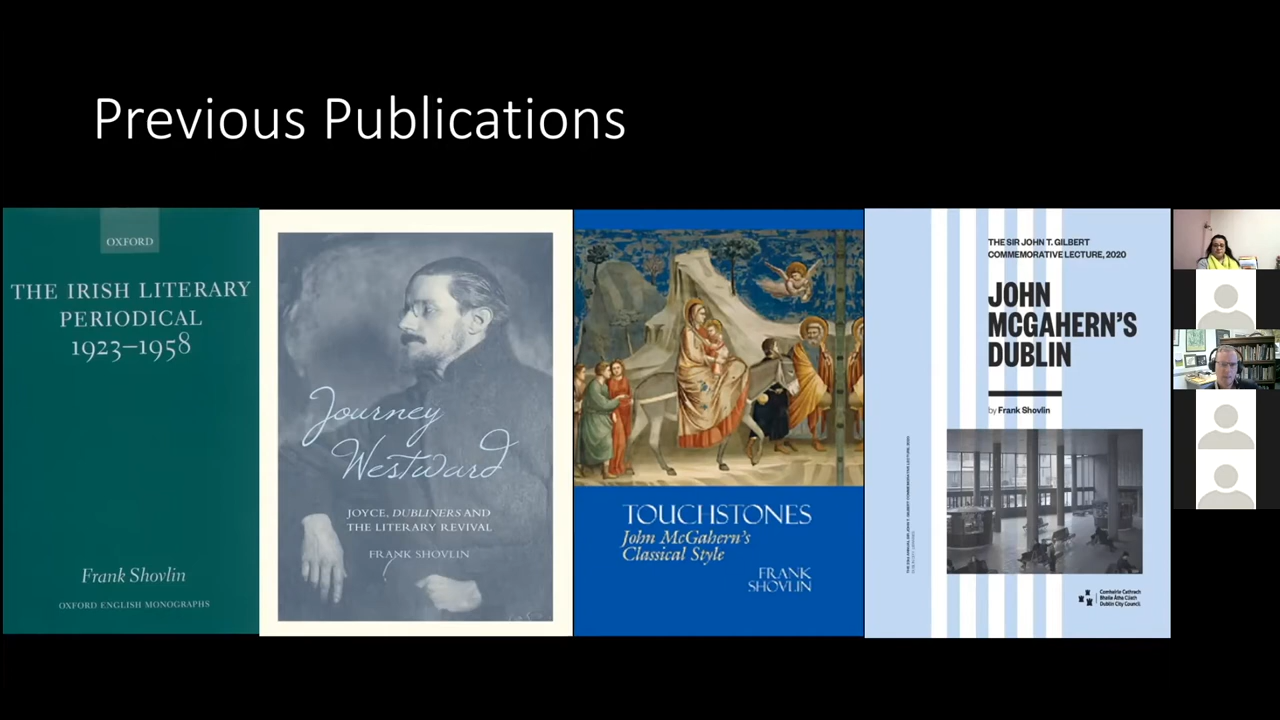 Previous Publications
OXFORD
THE IRISH LITERARY
PERIODICAL
1923–1958
Frank Shovlin
OXFORD ENGLISH MONOGRAPHS
Journey
Westward
JOYCE, DUBLINERS AND
THE LITERARY REVIVAL
FRANK SHOVLIN
TOUCHSTONES
John McGahern's
Classical Style
FRANK
SHOVLIN
THE SIR JOHN T. GILBERT
COMMEMORATIVE LECTURE, 2020
JOHN
MCGAHERN'S
DUBLIN
by Frank Shovlin
Comhairle Cathrach
Bhaile Átha Cliath
Dublin City Council